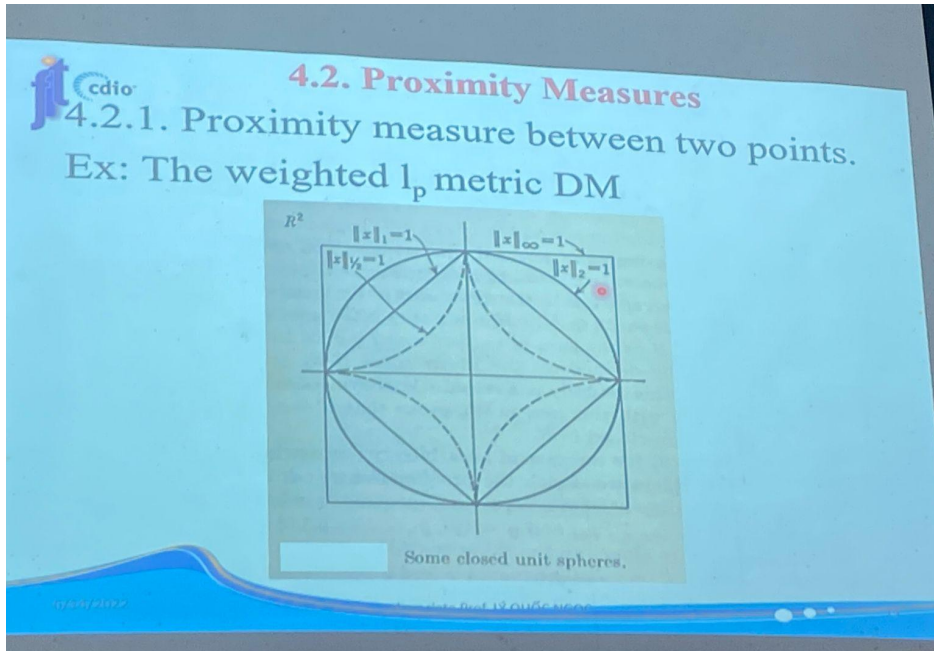 cdio
4.2. Proximity Measures
4.2.1. Proximity measure between two points.
Ex: The weighted lₚ metric DM
R²
‖x‖₁=1
‖x‖∞=1
‖x‖½=1
‖x‖₂=1
Some closed unit spheres.